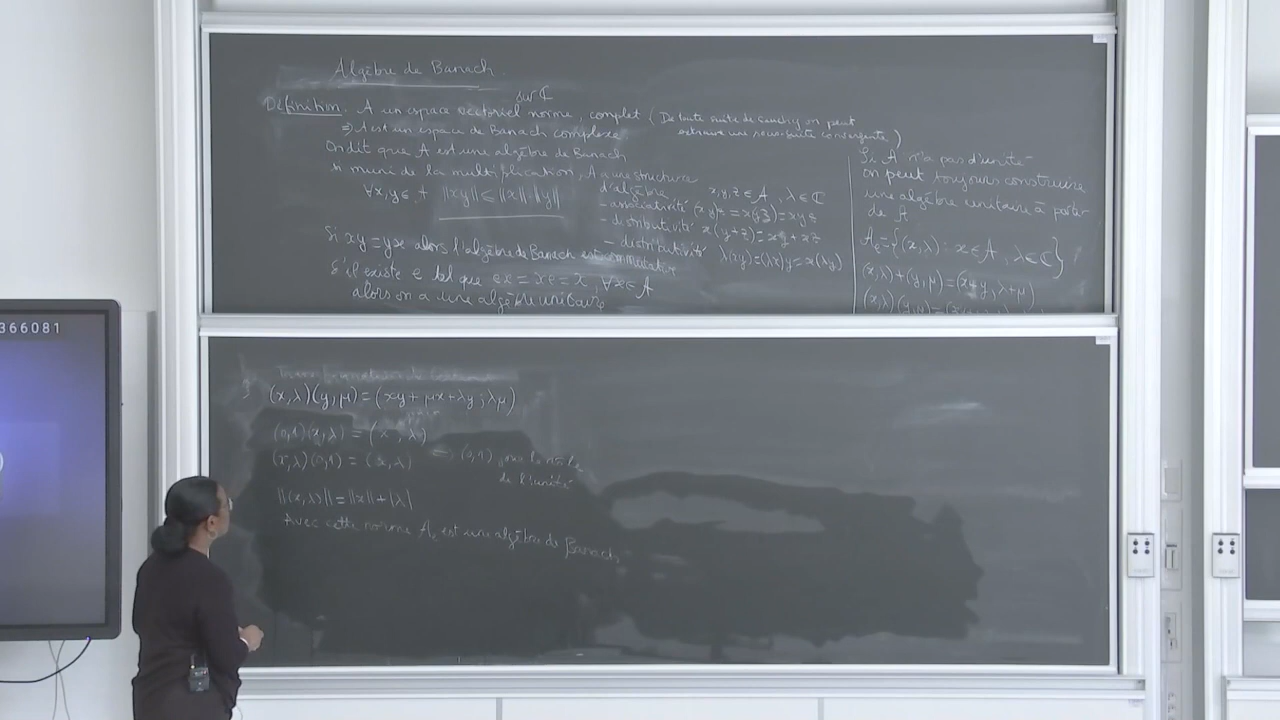 Algèbre de Banach
sur ℂ
Définition. A un espace vectoriel normé, complet (De toute suite de Cauchy on peut
extraire une sous-suite convergente)
⇒ A est un espace de Banach complexe
On dit que A est une algèbre de Banach
si muni de la multiplication, A a une structure
d'algèbre x,y,z ∈ A, λ ∈ ℂ
∀x,y ∈ A ||xy|| ≤ ||x|| ||y||
- associativité (xy)z = x(yz) = xyz
- distributivité x(y+z) = xy + xz
- distributivité λ(xy) = (λx)y = x(λy)
Si xy = yx alors l'algèbre de Banach est commutative
S'il existe e tel que ex = xe = x, ∀x ∈ A
alors on a une algèbre unitaire
Si A n'a pas d'unité
on peut toujours construire
une algèbre unitaire à partir
de A
A_e = {(x,λ) : x ∈ A, λ ∈ ℂ}
(x,λ) + (y,μ) = (x+y, λ+μ)
(x,λ)(y,μ) =
(x,λ)(y,μ) = (xy + μx + λy ; λμ)
(0,1)(x,λ) = (x, λ)
(x,λ)(0,1) = (x,λ) (0,1) joue le rôle
de l'unité
||(x,λ)|| = ||x|| + |λ|
Avec cette norme A_e est une algèbre de Banach
366081